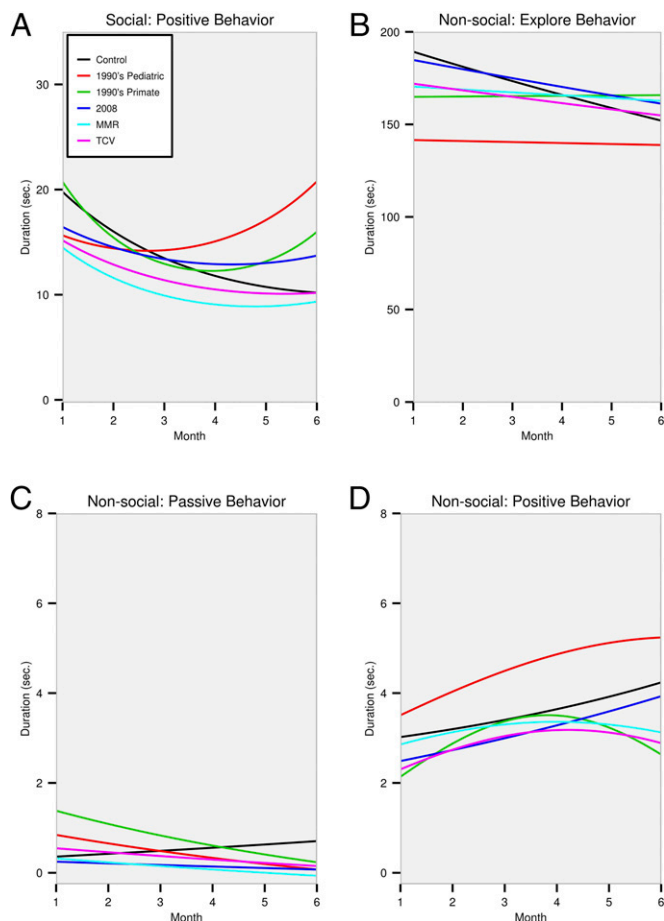 A
Social: Positive Behavior
Duration (sec.)
30
20
10
0
Control
1990's Pediatric
1990's Primate
2008
MMR
TCV
1 2 3 4 5 6
Month
B
Non-social: Explore Behavior
Duration (sec.)
200
150
100
50
0
1 2 3 4 5 6
Month
C
Non-social: Passive Behavior
Duration (sec.)
8
6
4
2
0
1 2 3 4 5 6
Month
D
Non-social: Positive Behavior
Duration (sec.)
8
6
4
2
0
1 2 3 4 5 6
Month